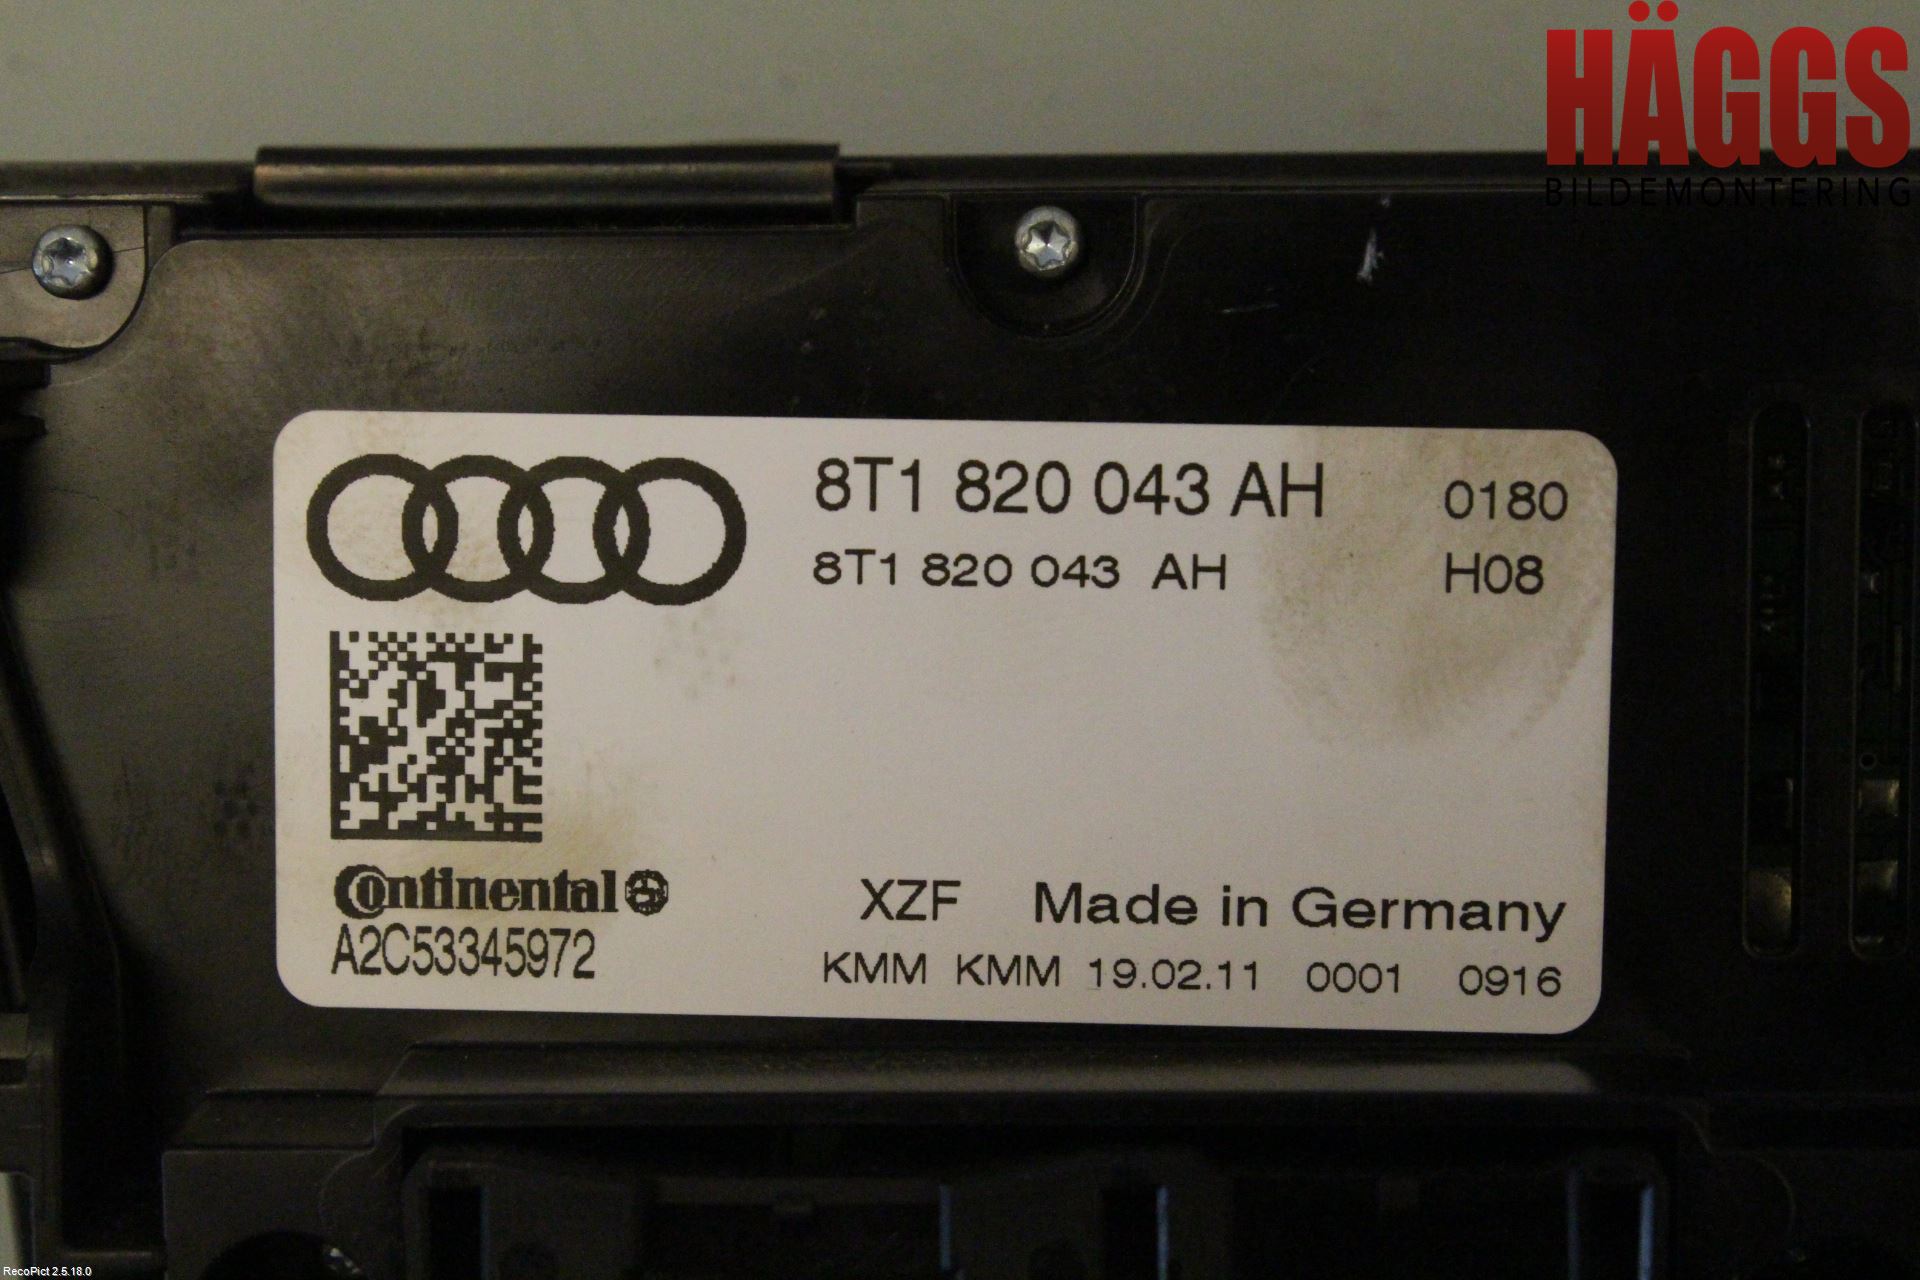 HÄGGS
BILDEMONTERING
8T1 820 043 AH 0180
8T1 820 043 AH H08
Continental
A2C53345972
XZF Made in Germany
KMM KMM 19.02.11 0001 0916
RecoPict 2.5.18.0